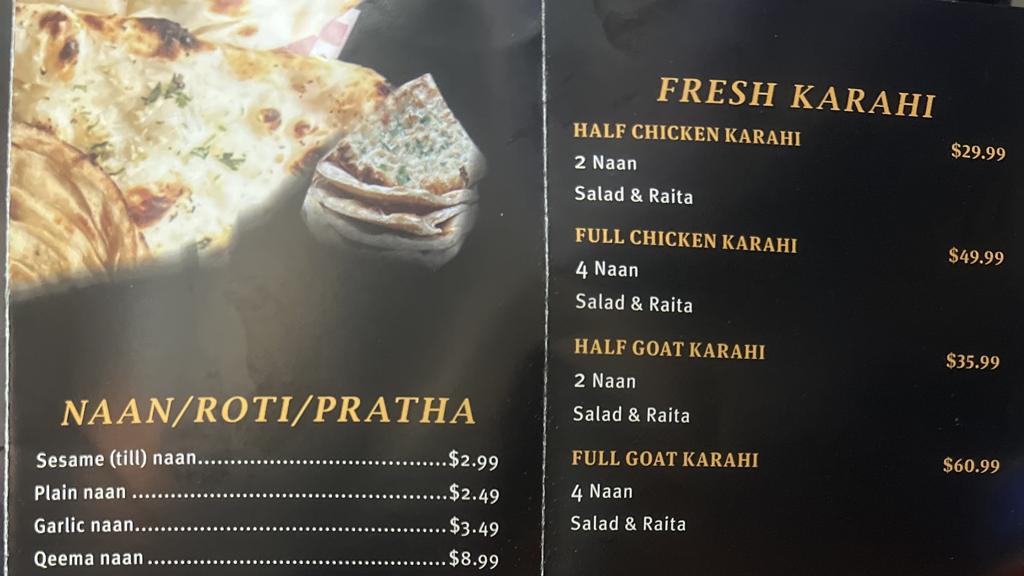 NAAN/ROTI/PRATHA
Sesame (till) naan..........................................$2.99
Plain naan .....................................................$2.49
Garlic naan.....................................................$3.49
Qeema naan ..................................................$8.99
FRESH KARAHI
HALF CHICKEN KARAHI $29.99
2 Naan
Salad & Raita
FULL CHICKEN KARAHI $49.99
4 Naan
Salad & Raita
HALF GOAT KARAHI $35.99
2 Naan
Salad & Raita
FULL GOAT KARAHI $60.99
4 Naan
Salad & Raita